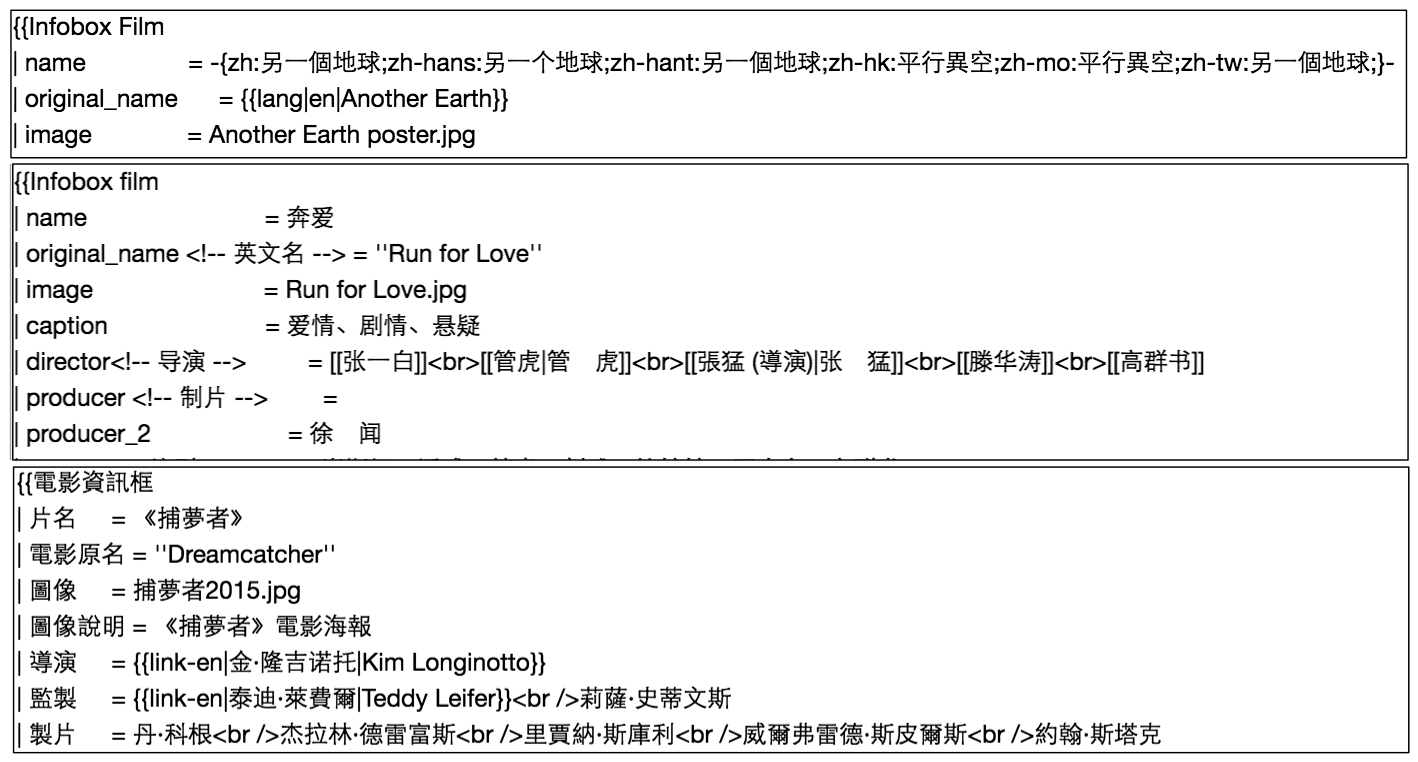 {{Infobox Film
| name = -{zh:另一個地球;zh-hans:另一个地球;zh-hant:另一個地球;zh-hk:平行異空;zh-mo:平行異空;zh-tw:另一個地球;}-
| original_name = {{lang|en|Another Earth}}
| image = Another Earth poster.jpg
{{Infobox film
| name = 奔爱
| original_name <!-- 英文名 --> = ''Run for Love''
| image = Run for Love.jpg
| caption = 爱情、剧情、悬疑
| director<!-- 导演 --> = [[张一白]]<br>[[管虎|管　虎]]<br>[[張猛 (導演)|张　猛]]<br>[[滕华涛]]<br>[[高群书]]
| producer <!-- 制片 --> =
| producer_2 = 徐　闻
{{電影資訊框
| 片名 = 《捕夢者》
| 電影原名 = ''Dreamcatcher''
| 圖像 = 捕夢者2015.jpg
| 圖像說明 = 《捕夢者》電影海報
| 導演 = {{link-en|金·隆吉诺托|Kim Longinotto}}
| 監製 = {{link-en|泰迪·萊費爾|Teddy Leifer}}<br />莉薩·史蒂文斯
| 製片 = 丹·科根<br />杰拉林·德雷富斯<br />里賈納·斯庫利<br />威爾弗雷德·斯皮爾斯<br />約翰·斯塔克